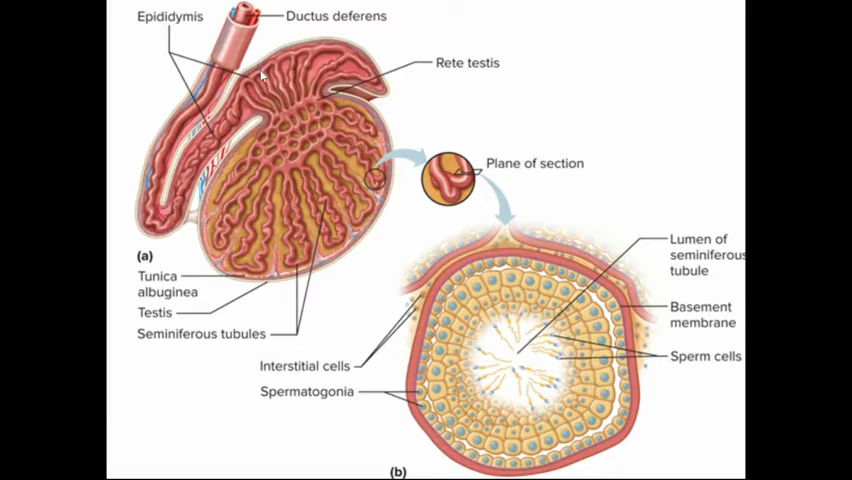 Epididymis
Ductus deferens
Rete testis
Plane of section
(a)
Tunica
albuginea
Testis
Seminiferous tubules
Lumen of
seminiferous
tubule
Basement
membrane
Interstitial cells
Sperm cells
Spermatogonia
(b)